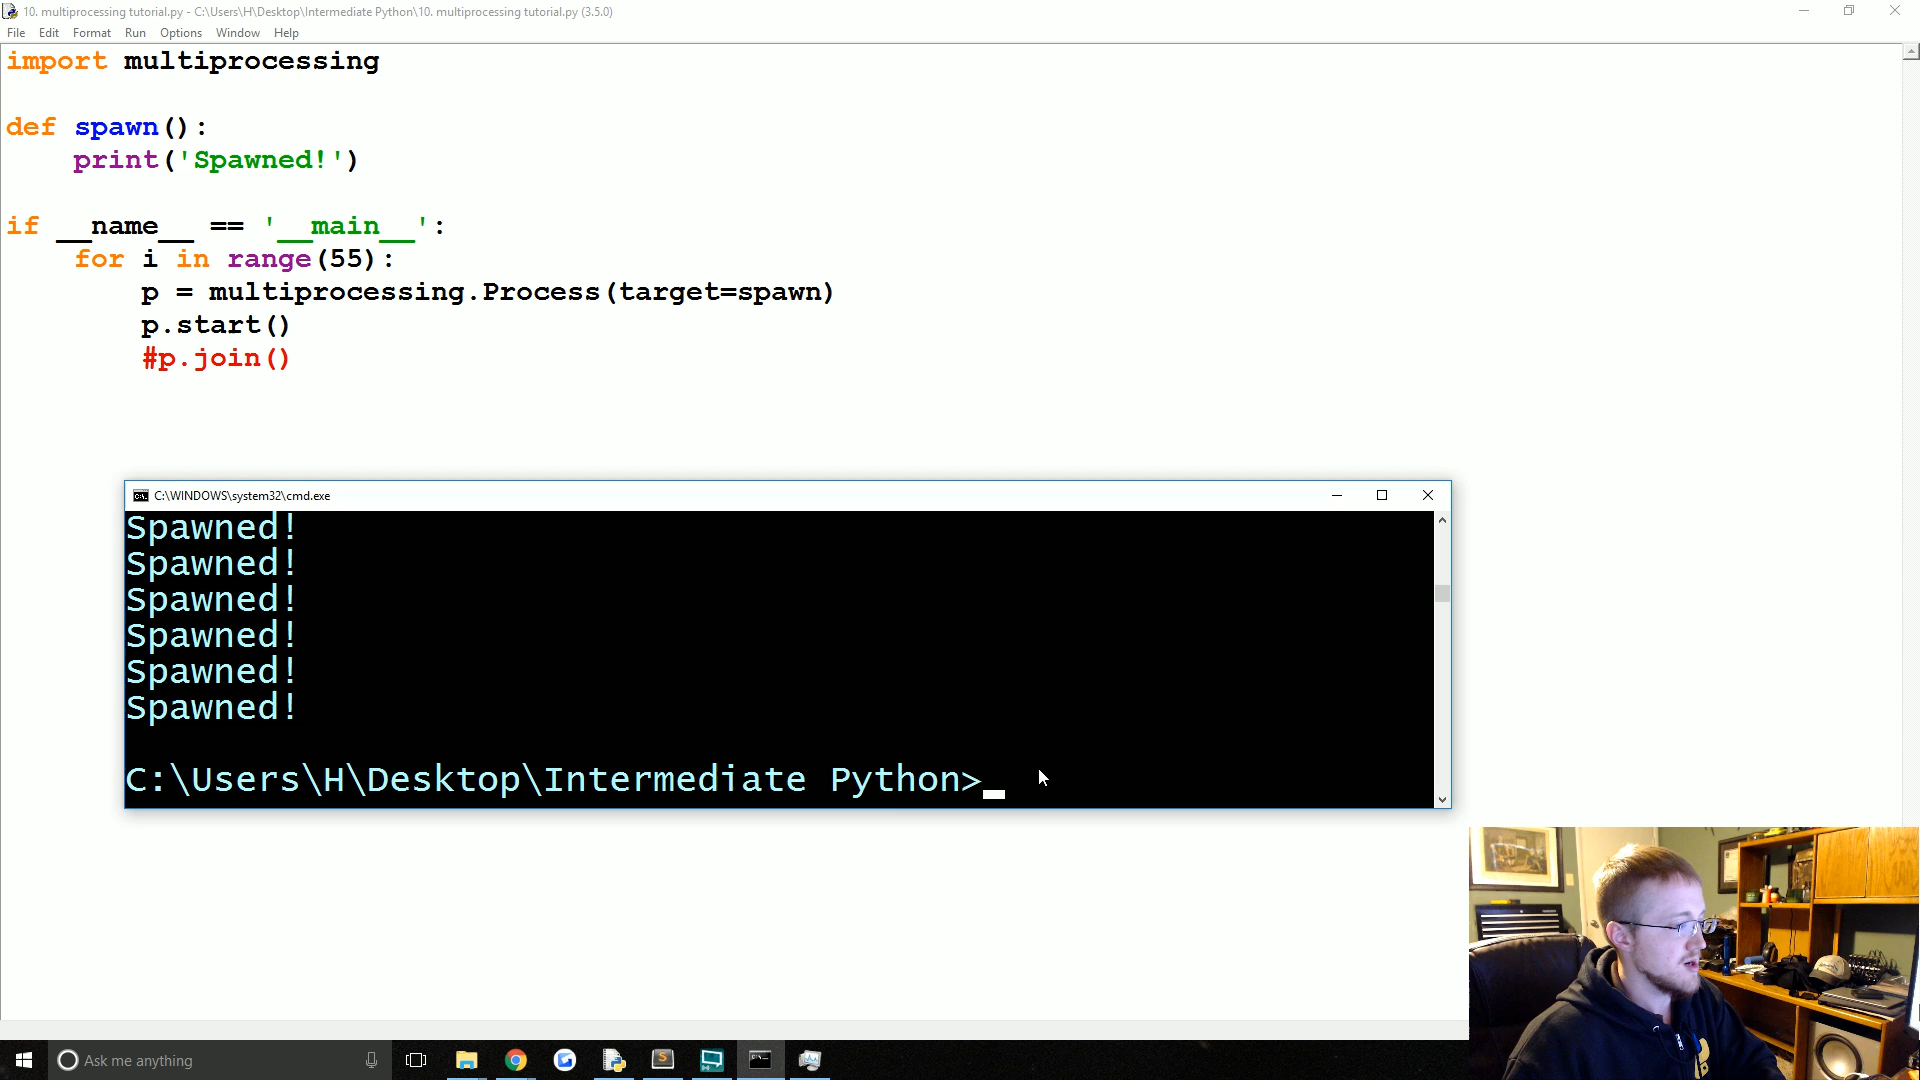 10. multiprocessing tutorial.py - C:\Users\H\Desktop\Intermediate Python\10. multiprocessing tutorial.py (3.5.0)
File Edit Format Run Options Window Help
import multiprocessing
def spawn():
    print('Spawned!')
if __name__ == '__main__':
    for i in range(55):
        p = multiprocessing.Process(target=spawn)
        p.start()
        #p.join()
C:\WINDOWS\system32\cmd.exe
Spawned!
Spawned!
Spawned!
Spawned!
Spawned!
Spawned!
C:\Users\H\Desktop\Intermediate Python>
Ask me anything